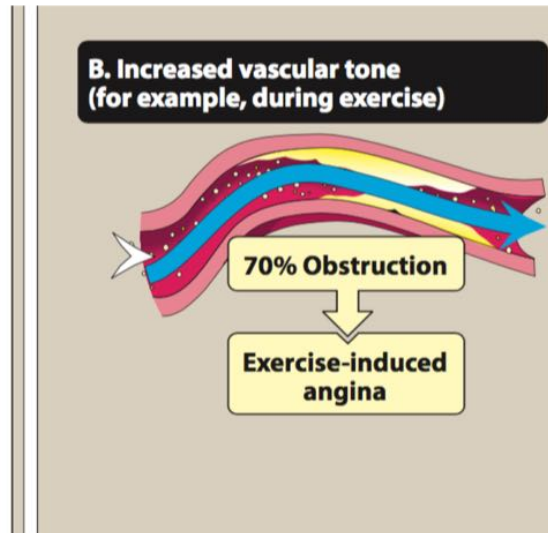 B. Increased vascular tone
(for example, during exercise)
70% Obstruction
Exercise-induced
angina